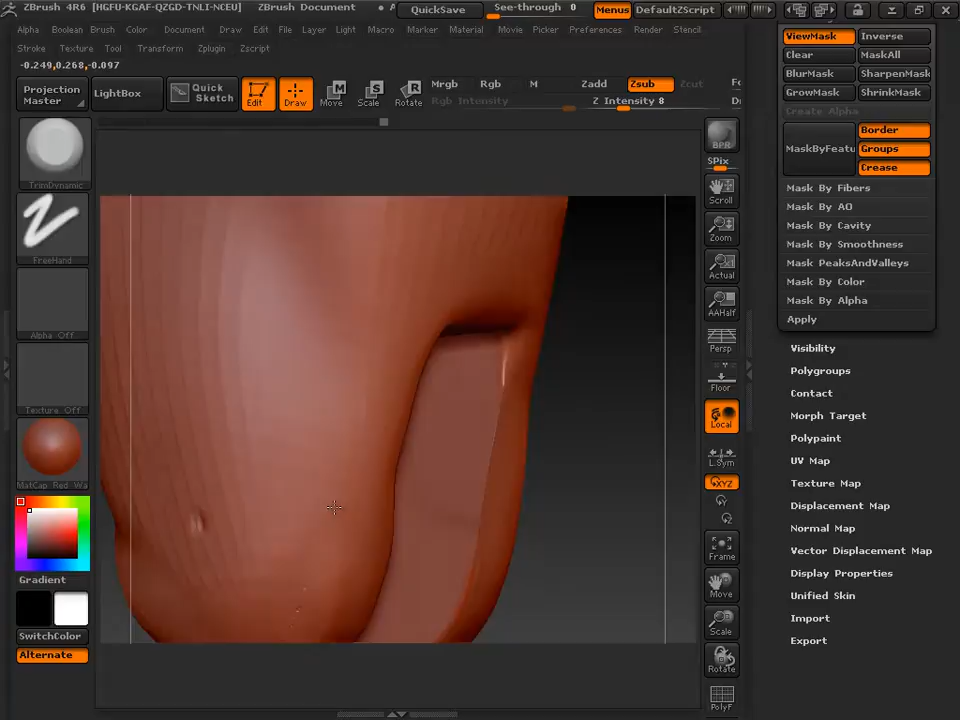 ZBrush 4R6 [HGFU-KGAF-QZGD-TNLI-NCEU] ZBrush Document • A QuickSave See-through 0 Menus DefaultZScript
Alpha Boolean Brush Color Document Draw Edit File Layer Light Macro Marker Material Movie Picker Preferences Render Stencil
Stroke Texture Tool Transform Zplugin Zscript
-0.249,0.268,-0.097
Projection Master
LightBox
Quick Sketch
Edit
Draw
Move
Scale
Rotate
Mrgb Rgb M Zadd Zsub Zcut Fo
Rgb Intensity Z Intensity 8 Dr
TrimDynamic
FreeHand
Alpha Off
Texture Off
MatCap Red Wa
Gradient
SwitchColor
Alternate
BPR
SPix
Scroll
Zoom
Actual
AAHalf
Persp
Floor
Local
L.Sym
XYZ
Y
Z
Frame
Move
Scale
Rotate
PolyF
ViewMask Inverse
Clear MaskAll
BlurMask SharpenMask
GrowMask ShrinkMask
Create Alpha
MaskByFeatu
Border
Groups
Crease
Mask By Fibers
Mask By AO
Mask By Cavity
Mask By Smoothness
Mask PeaksAndValleys
Mask By Color
Mask By Alpha
Apply
Visibility
Polygroups
Contact
Morph Target
Polypaint
UV Map
Texture Map
Displacement Map
Normal Map
Vector Displacement Map
Display Properties
Unified Skin
Import
Export